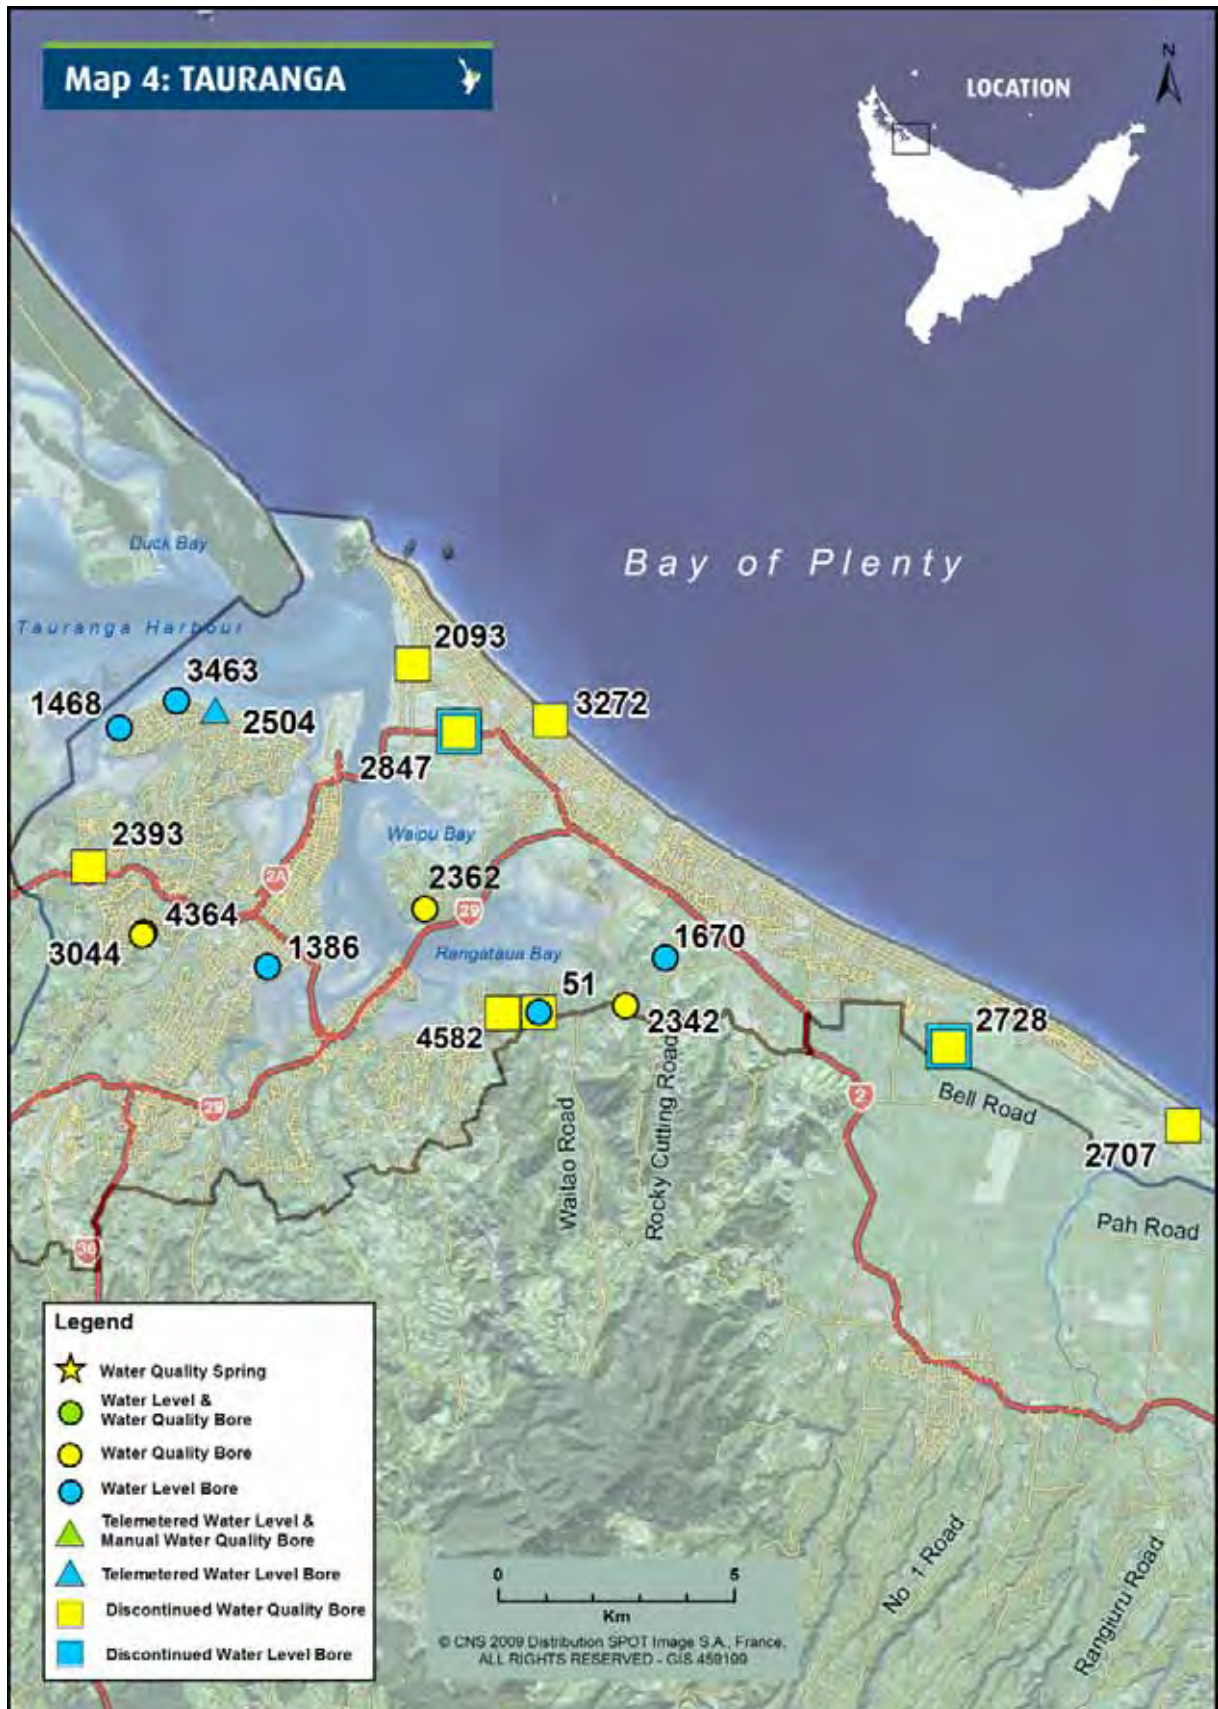 Map 4: TAURANGA
N
LOCATION
Duck Bay
Bay of Plenty
Tauranga Harbour
2093
3463
3272
1468
2504
2847
2393
Waipu Bay
2A
2362
29
4364
3044
1386
Rangataua Bay
1670
51
4582
2342
2728
2
Bell Road
29
2707
Waitao Road
Rocky Cutting Road
Pah Road
36
Legend
Water Quality Spring
Water Level &
Water Quality Bore
Water Quality Bore
Water Level Bore
Telemetered Water Level &
Manual Water Quality Bore
Telemetered Water Level Bore
Discontinued Water Quality Bore
Discontinued Water Level Bore
No 1 Road
Rangiuru Road
0 5
Km
© CNS 2009 Distribution SPOT Image S.A., France,
ALL RIGHTS RESERVED - GIS 459199